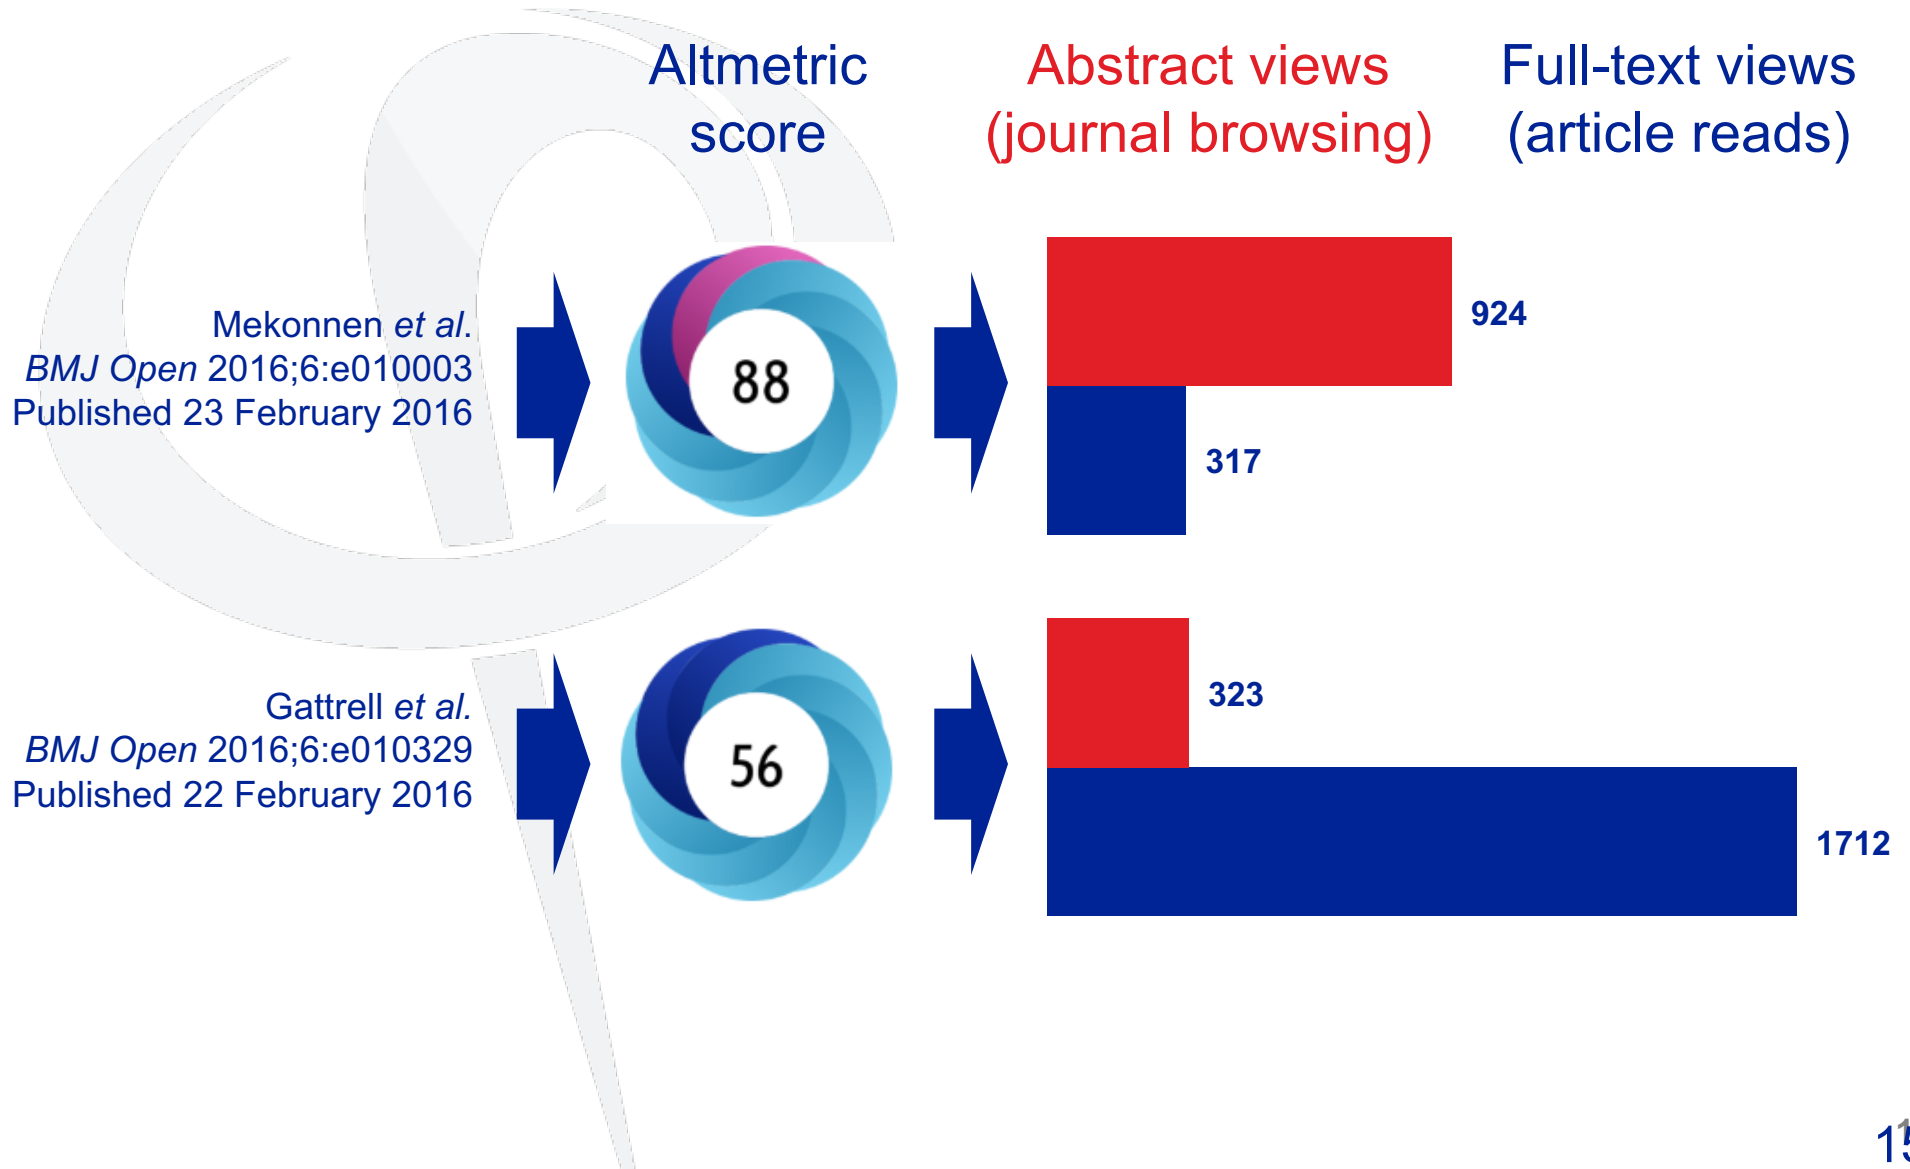 Altmetric
score
Abstract views
(journal browsing)
Full-text views
(article reads)
Mekonnen et al.
BMJ Open 2016;6:e010003
Published 23 February 2016
88
924
317
Gattrell et al.
BMJ Open 2016;6:e010329
Published 22 February 2016
56
323
1712